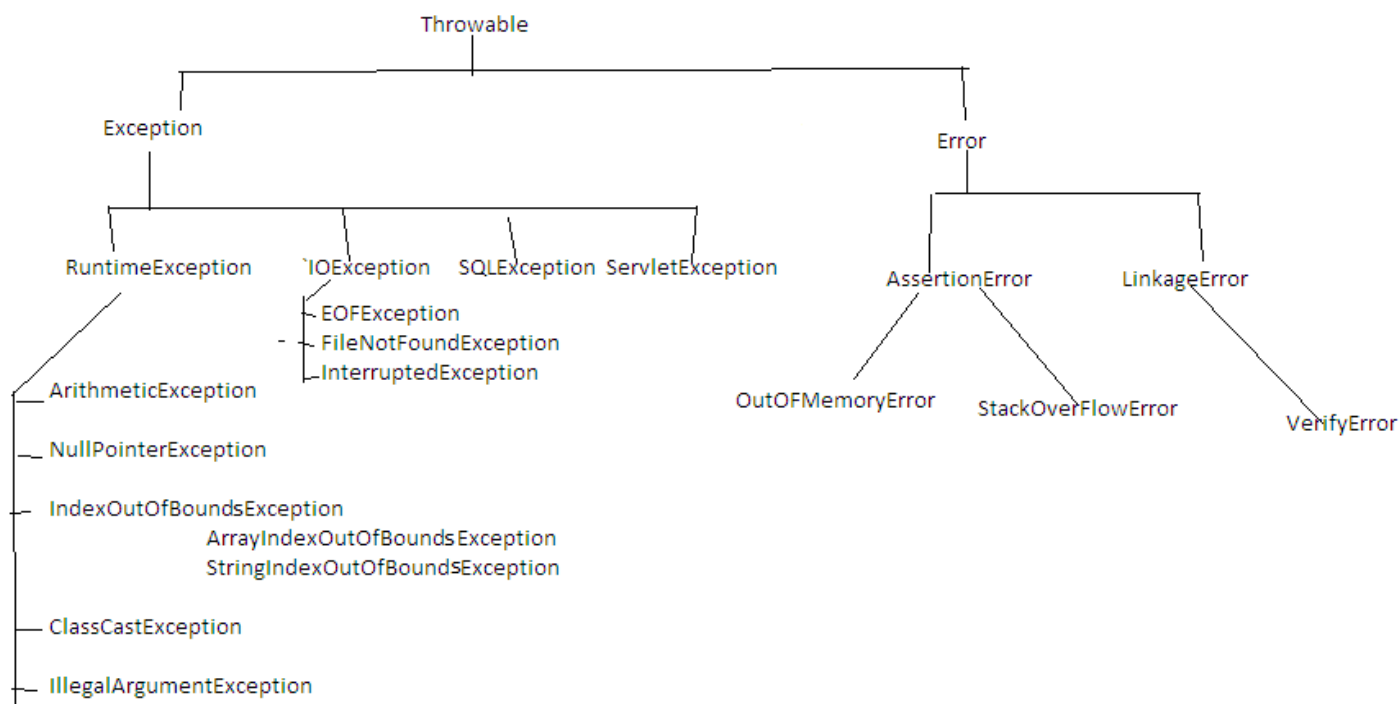 Throwable
Exception
Error
RuntimeException
`IOException
SQLException
ServletException
EOFException
FileNotFoundException
InterruptedException
ArithmeticException
NullPointerException
IndexOutOfBoundsException
ArrayIndexOutOfBoundsException
StringIndexOutOfBoundsException
ClassCastException
IllegalArgumentException
AssertionError
LinkageError
OutOFMemoryError
StackOverFlowError
VerifyError